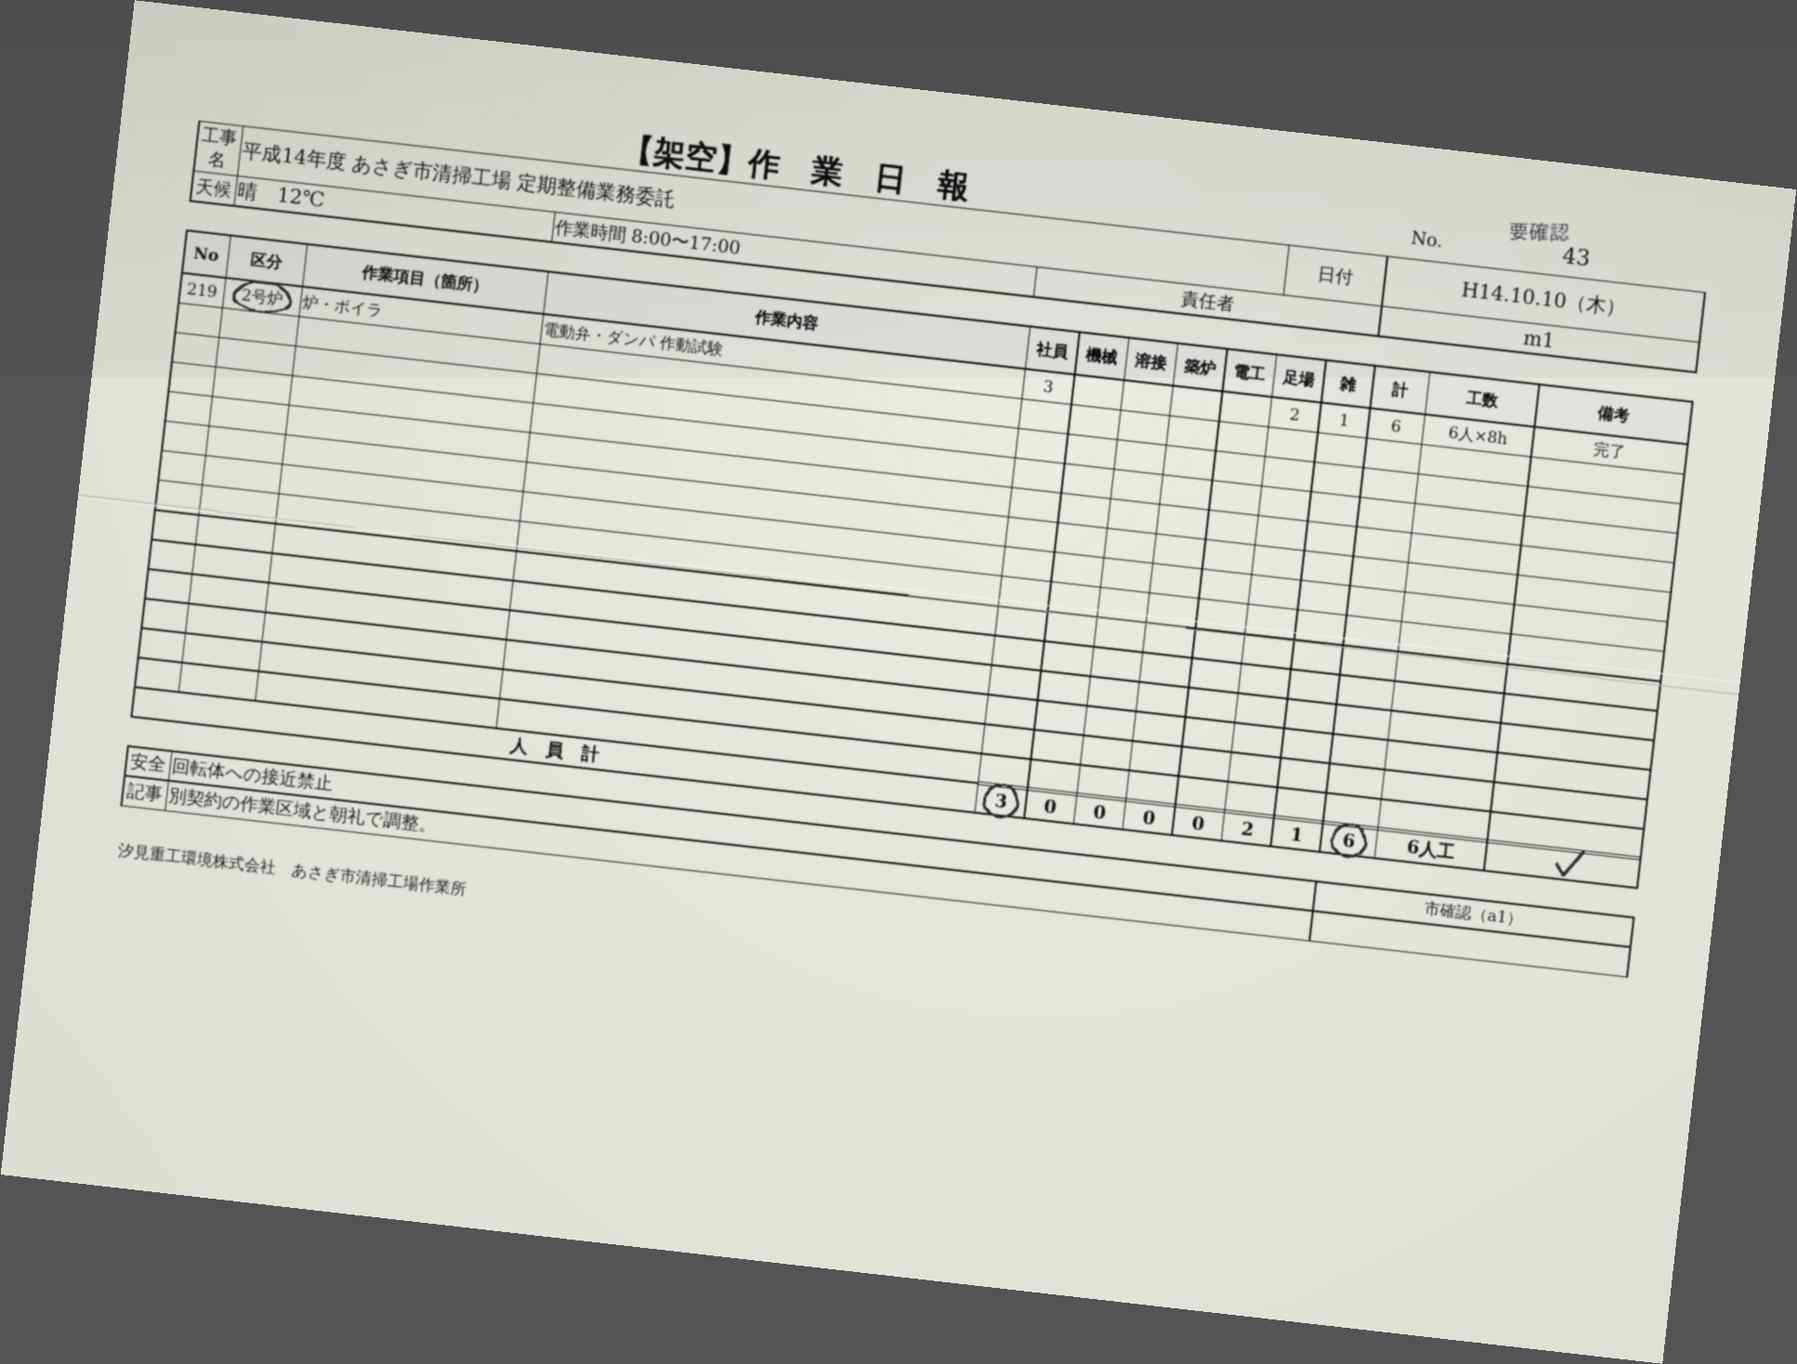 【架空】作 業 日 報
要確認
No. 43
工事名 平成14年度 あさぎ市清掃工場 定期整備業務委託 日付 H14.10.10（木）
天候 晴 12℃ 作業時間 8:00〜17:00 責任者 m1
No 区分 作業項目（箇所） 作業内容 社員 機械 溶接 築炉 電工 足場 雑 計 工数 備考
219 2号炉 炉・ボイラ 電動弁・ダンパ 作動試験 3 2 1 6 6人×8h 完了
人 員 計 3 0 0 0 0 2 1 6 6人工 ✓
安全 回転体への接近禁止 市確認（a1）
記事 別契約の作業区域と朝礼で調整。
汐見重工環境株式会社 あさぎ市清掃工場作業所